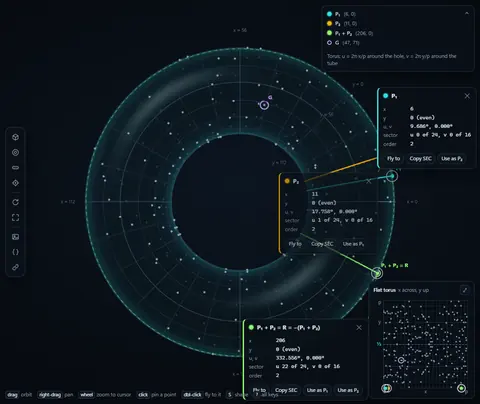 P₁ (6, 0)
P₂ (11, 0)
P₁ + P₂ (206, 0)
G (47, 71)
Torus: u = 2π x/p around the hole, v = 2π y/p around the tube
P₁
x 6
y 0 (even)
u, v 9.686°, 0.000°
sector u 0 of 24, v 0 of 16
order 2
Fly to Copy SEC Use as P₂
G
P₂
x 11
y 0 (even)
u, v 17.758°, 0.000°
sector u 1 of 24, v 0 of 16
order 2
Fly to Copy SEC Use as P₁
P₁ + P₂ = R
Flat torus x across, y up
P₁ + P₂ = R = −(P₁ * P₂)
x 206
y 0 (even)
u, v 332.556°, 0.000°
sector u 22 of 24, v 0 of 16
order 2
Fly to Copy SEC Use as P₁ Use as P₂
drag orbit right-drag pan wheel zoom to cursor click pin a point dbl-click fly to it S shape
all keys